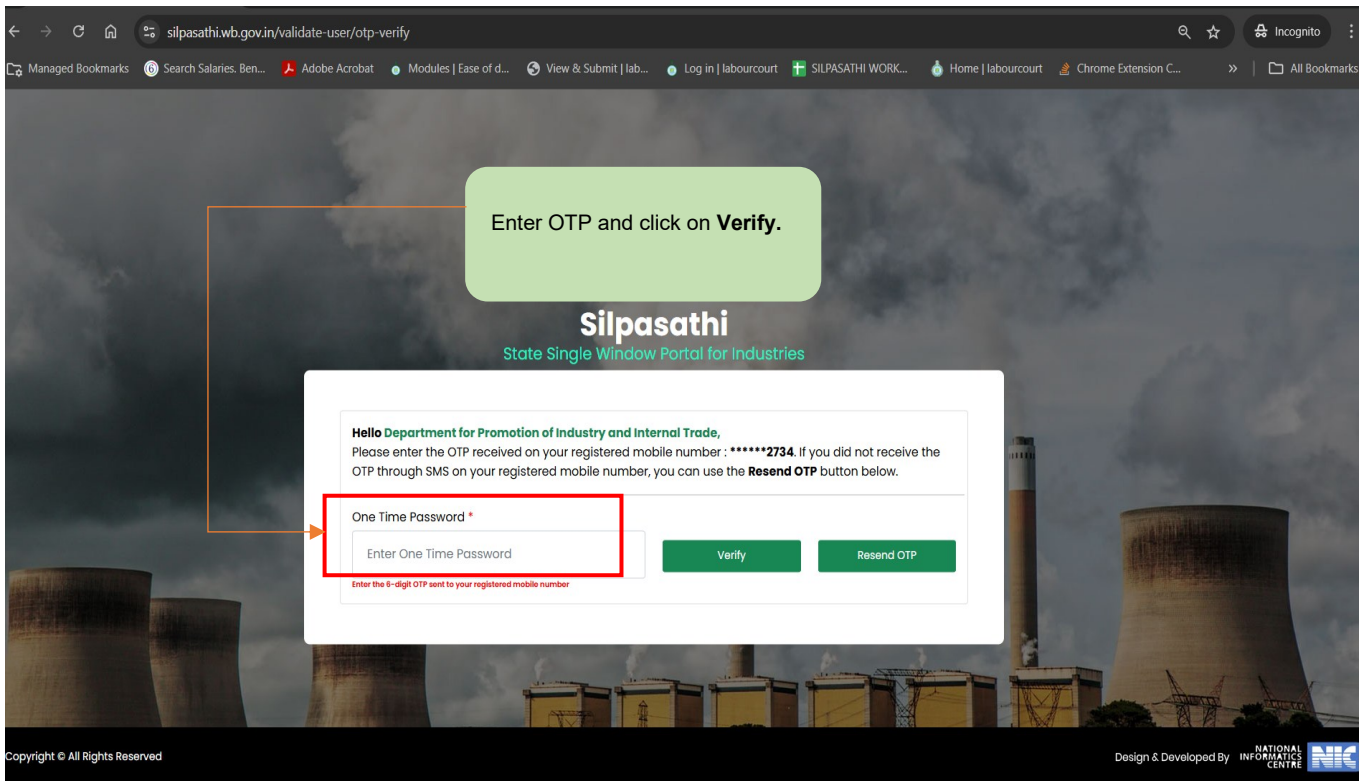 silpasathi.wb.gov.in/validate-user/otp-verify
Incognito
Managed Bookmarks
Search Salaries. Ben...
Adobe Acrobat
Modules | Ease of d...
View & Submit | lab...
Log in | labourcourt
SILPASATHI WORK...
Home | labourcourt
Chrome Extension C...
»
All Bookmarks
Enter OTP and click on Verify.
Silpasathi
State Single Window Portal for Industries
Hello Department for Promotion of Industry and Internal Trade,
Please enter the OTP received on your registered mobile number : ******2734. If you did not receive the
OTP through SMS on your registered mobile number, you can use the Resend OTP button below.
One Time Password *
Enter One Time Password
Verify
Resend OTP
Enter the 6-digit OTP sent to your registered mobile number
Copyright © All Rights Reserved
Design & Developed By
NATIONAL
INFORMATICS
CENTRE
NIC